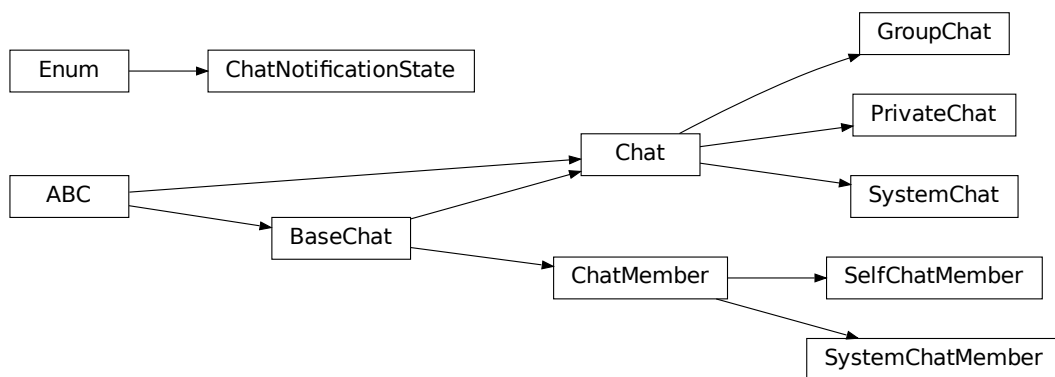 GroupChat
Enum
ChatNotificationState
PrivateChat
Chat
ABC
SystemChat
BaseChat
ChatMember
SelfChatMember
SystemChatMember